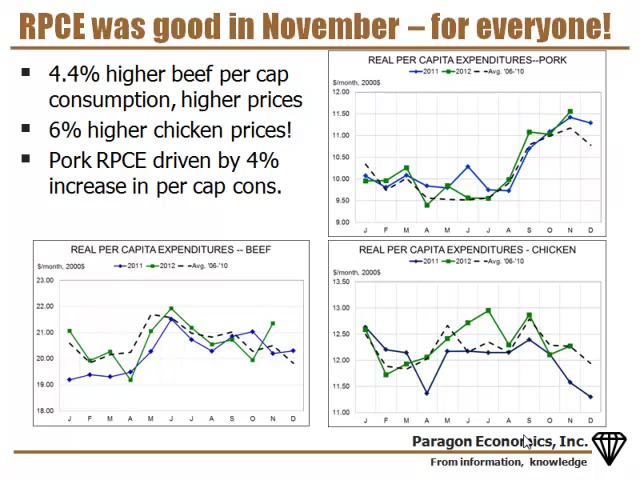 RPCE was good in November – for everyone!
▪ 4.4% higher beef per cap
consumption, higher prices
▪ 6% higher chicken prices!
▪ Pork RPCE driven by 4%
increase in per cap cons.
REAL PER CAPITA EXPENDITURES--PORK
$/month, 2000$
2011 2012 Avg. '06-'10
12.00
11.50
11.00
10.50
10.00
9.50
9.00
J F M A M J J A S O N D
REAL PER CAPITA EXPENDITURES -- BEEF
$/month, 2000$
2011 2012 Avg. '06-'10
23.00
22.00
21.00
20.00
19.00
18.00
J F M A M J J A S O N D
REAL PER CAPITA EXPENDITURES - CHICKEN
2011 2012 Avg. '06-'10
$/month, 2000$
13.50
13.00
12.50
12.00
11.50
11.00
J F M A M J J A S O N D
Paragon Economics, Inc.
From information, knowledge